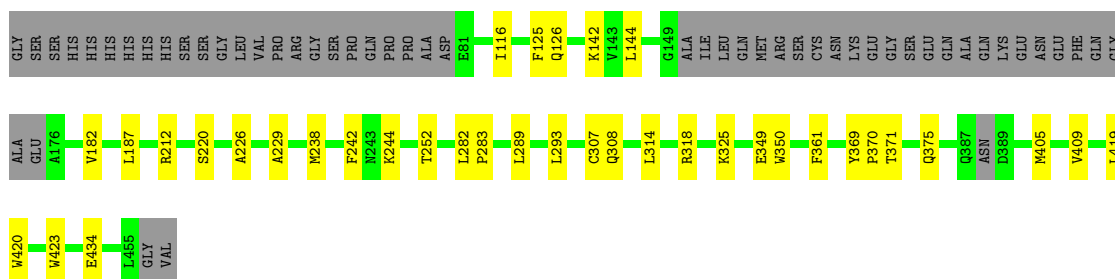 GLY SER SER HIS HIS HIS HIS HIS HIS SER SER GLY LEU VAL PRO ARG GLY SER PRO GLN PRO PRO ALA ASP E81 I116 F125 Q126 K142 V143 L144 G149 ALA ILE LEU GLN MET ARG SER CYS ASN LYS GLU GLY SER GLU GLN ALA GLN LYS GLU ASN GLU PHE GLN GLY
ALA GLU A176 V182 L187 R212 S220 A226 A229 M238 F242 N243 K244 T252 L282 P283 L289 L293 C307 Q308 L314 R318 K325 E349 W350 F361 Y369 P370 T371 Q375 Q387 ASN D389 M405 V409
W420 W423 E434 L455 GLY VAL